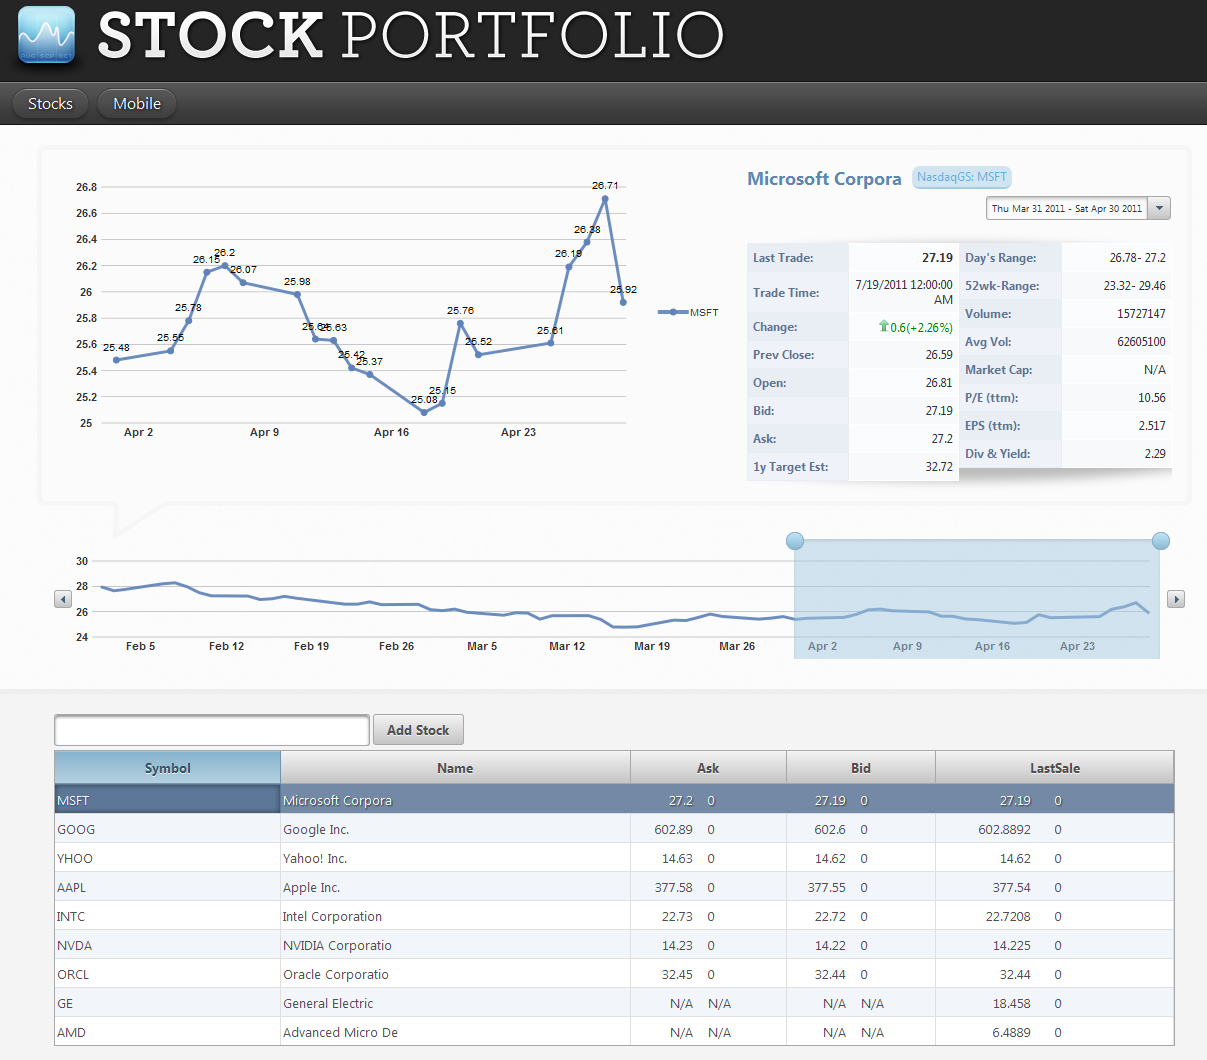 STOCK PORTFOLIO
Stocks Mobile
Microsoft Corpora NasdaqGS: MSFT
Thu Mar 31 2011 - Sat Apr 30 2011
26.8
26.6
26.4
26.2
26
25.8
25.6
25.4
25.2
25
25.48
25.55
25.78
26.15
26.2
26.07
25.98
25.64
25.63
25.42
25.37
25.08
25.15
25.76
25.52
25.61
26.19
26.38
26.71
25.92
Apr 2 Apr 9 Apr 16 Apr 23
MSFT
Last Trade: 27.19
Trade Time: 7/19/2011 12:00:00
AM
Change: 0.6(+2.26%)
Prev Close: 26.59
Open: 26.81
Bid: 27.19
Ask: 27.2
1y Target Est: 32.72
Day's Range: 26.78- 27.2
52wk-Range: 23.32- 29.46
Volume: 15727147
Avg Vol: 62605100
Market Cap: N/A
P/E (ttm): 10.56
EPS (ttm): 2.517
Div & Yield: 2.29
30
28
26
24
Feb 5 Feb 12 Feb 19 Feb 26 Mar 5 Mar 12 Mar 19 Mar 26 Apr 2 Apr 9 Apr 16 Apr 23
Add Stock
Symbol Name Ask Bid LastSale
MSFT Microsoft Corpora 27.2 0 27.19 0 27.19 0
GOOG Google Inc. 602.89 0 602.6 0 602.8892 0
YHOO Yahoo! Inc. 14.63 0 14.62 0 14.62 0
AAPL Apple Inc. 377.58 0 377.55 0 377.54 0
INTC Intel Corporation 22.73 0 22.72 0 22.7208 0
NVDA NVIDIA Corporatio 14.23 0 14.22 0 14.225 0
ORCL Oracle Corporatio 32.45 0 32.44 0 32.44 0
GE General Electric N/A N/A N/A N/A 18.458 0
AMD Advanced Micro De N/A N/A N/A N/A 6.4889 0